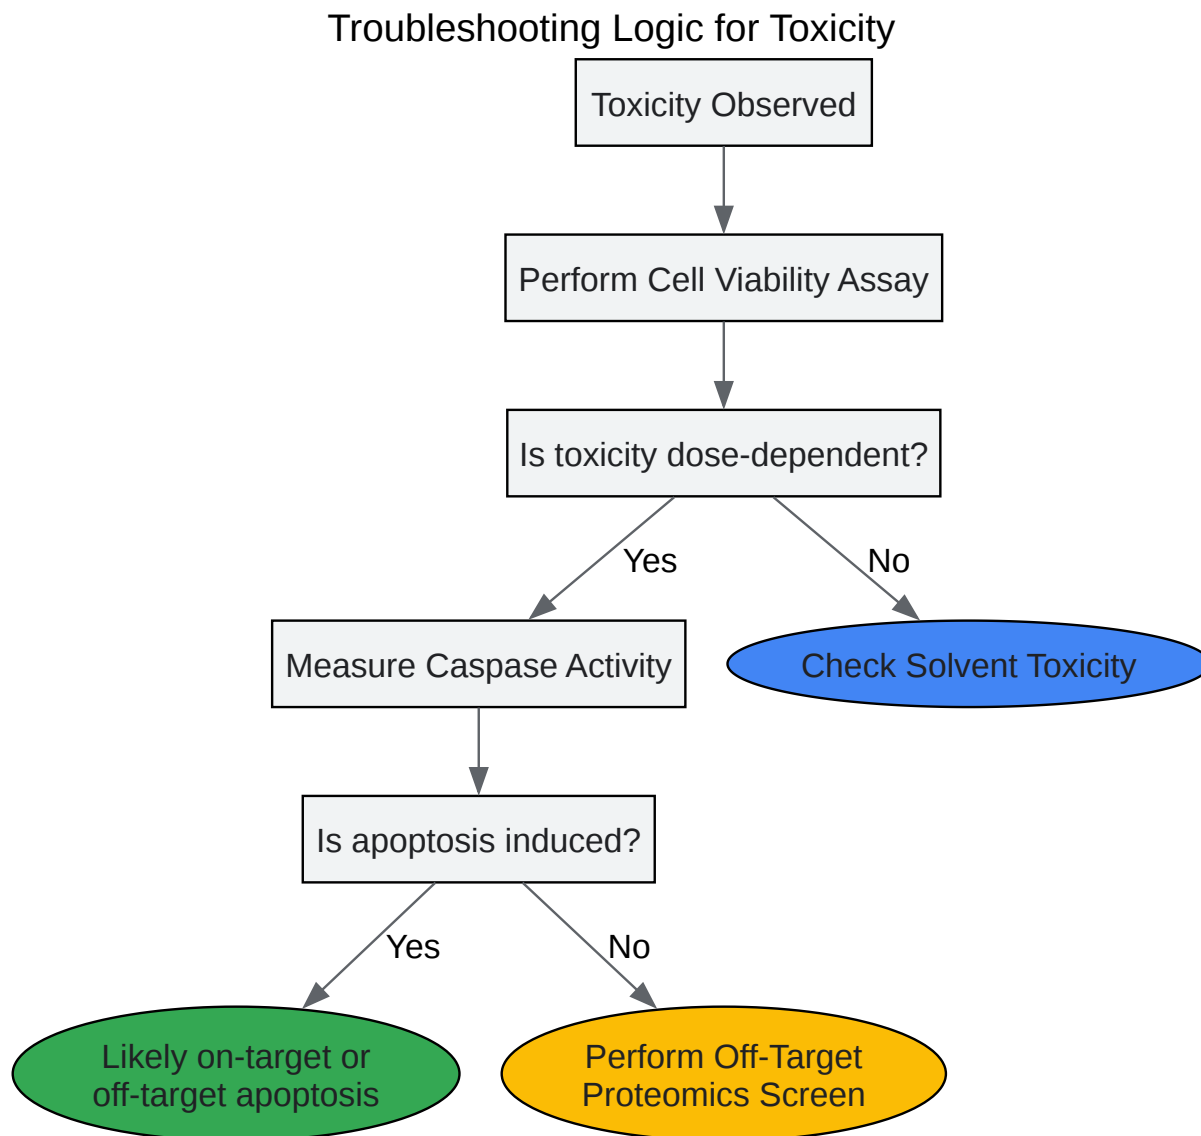 Troubleshooting Logic for Toxicity
Toxicity Observed
Perform Cell Viability Assay
Is toxicity dose-dependent?
Yes
No
Measure Caspase Activity
Check Solvent Toxicity
Is apoptosis induced?
Yes
No
Likely on-target or
off-target apoptosis
Perform Off-Target
Proteomics Screen